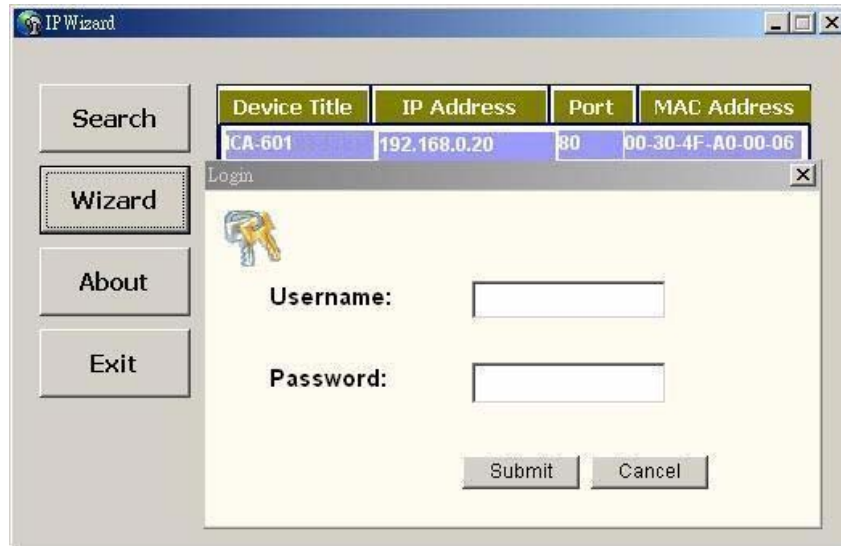 IP Wizard
Search
Wizard
About
Exit
Device Title IP Address Port MAC Address
ICA-601 192.168.0.20 80 00-30-4F-A0-00-06
Login
Username:
Password:
Submit Cancel